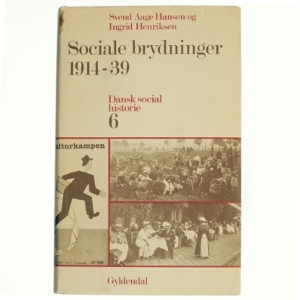 Svend Aage Hansen og
Ingrid Henriksen
Sociale brydninger
1914-39
Dansk social
historie
6
ulturkampen
Gyldendal